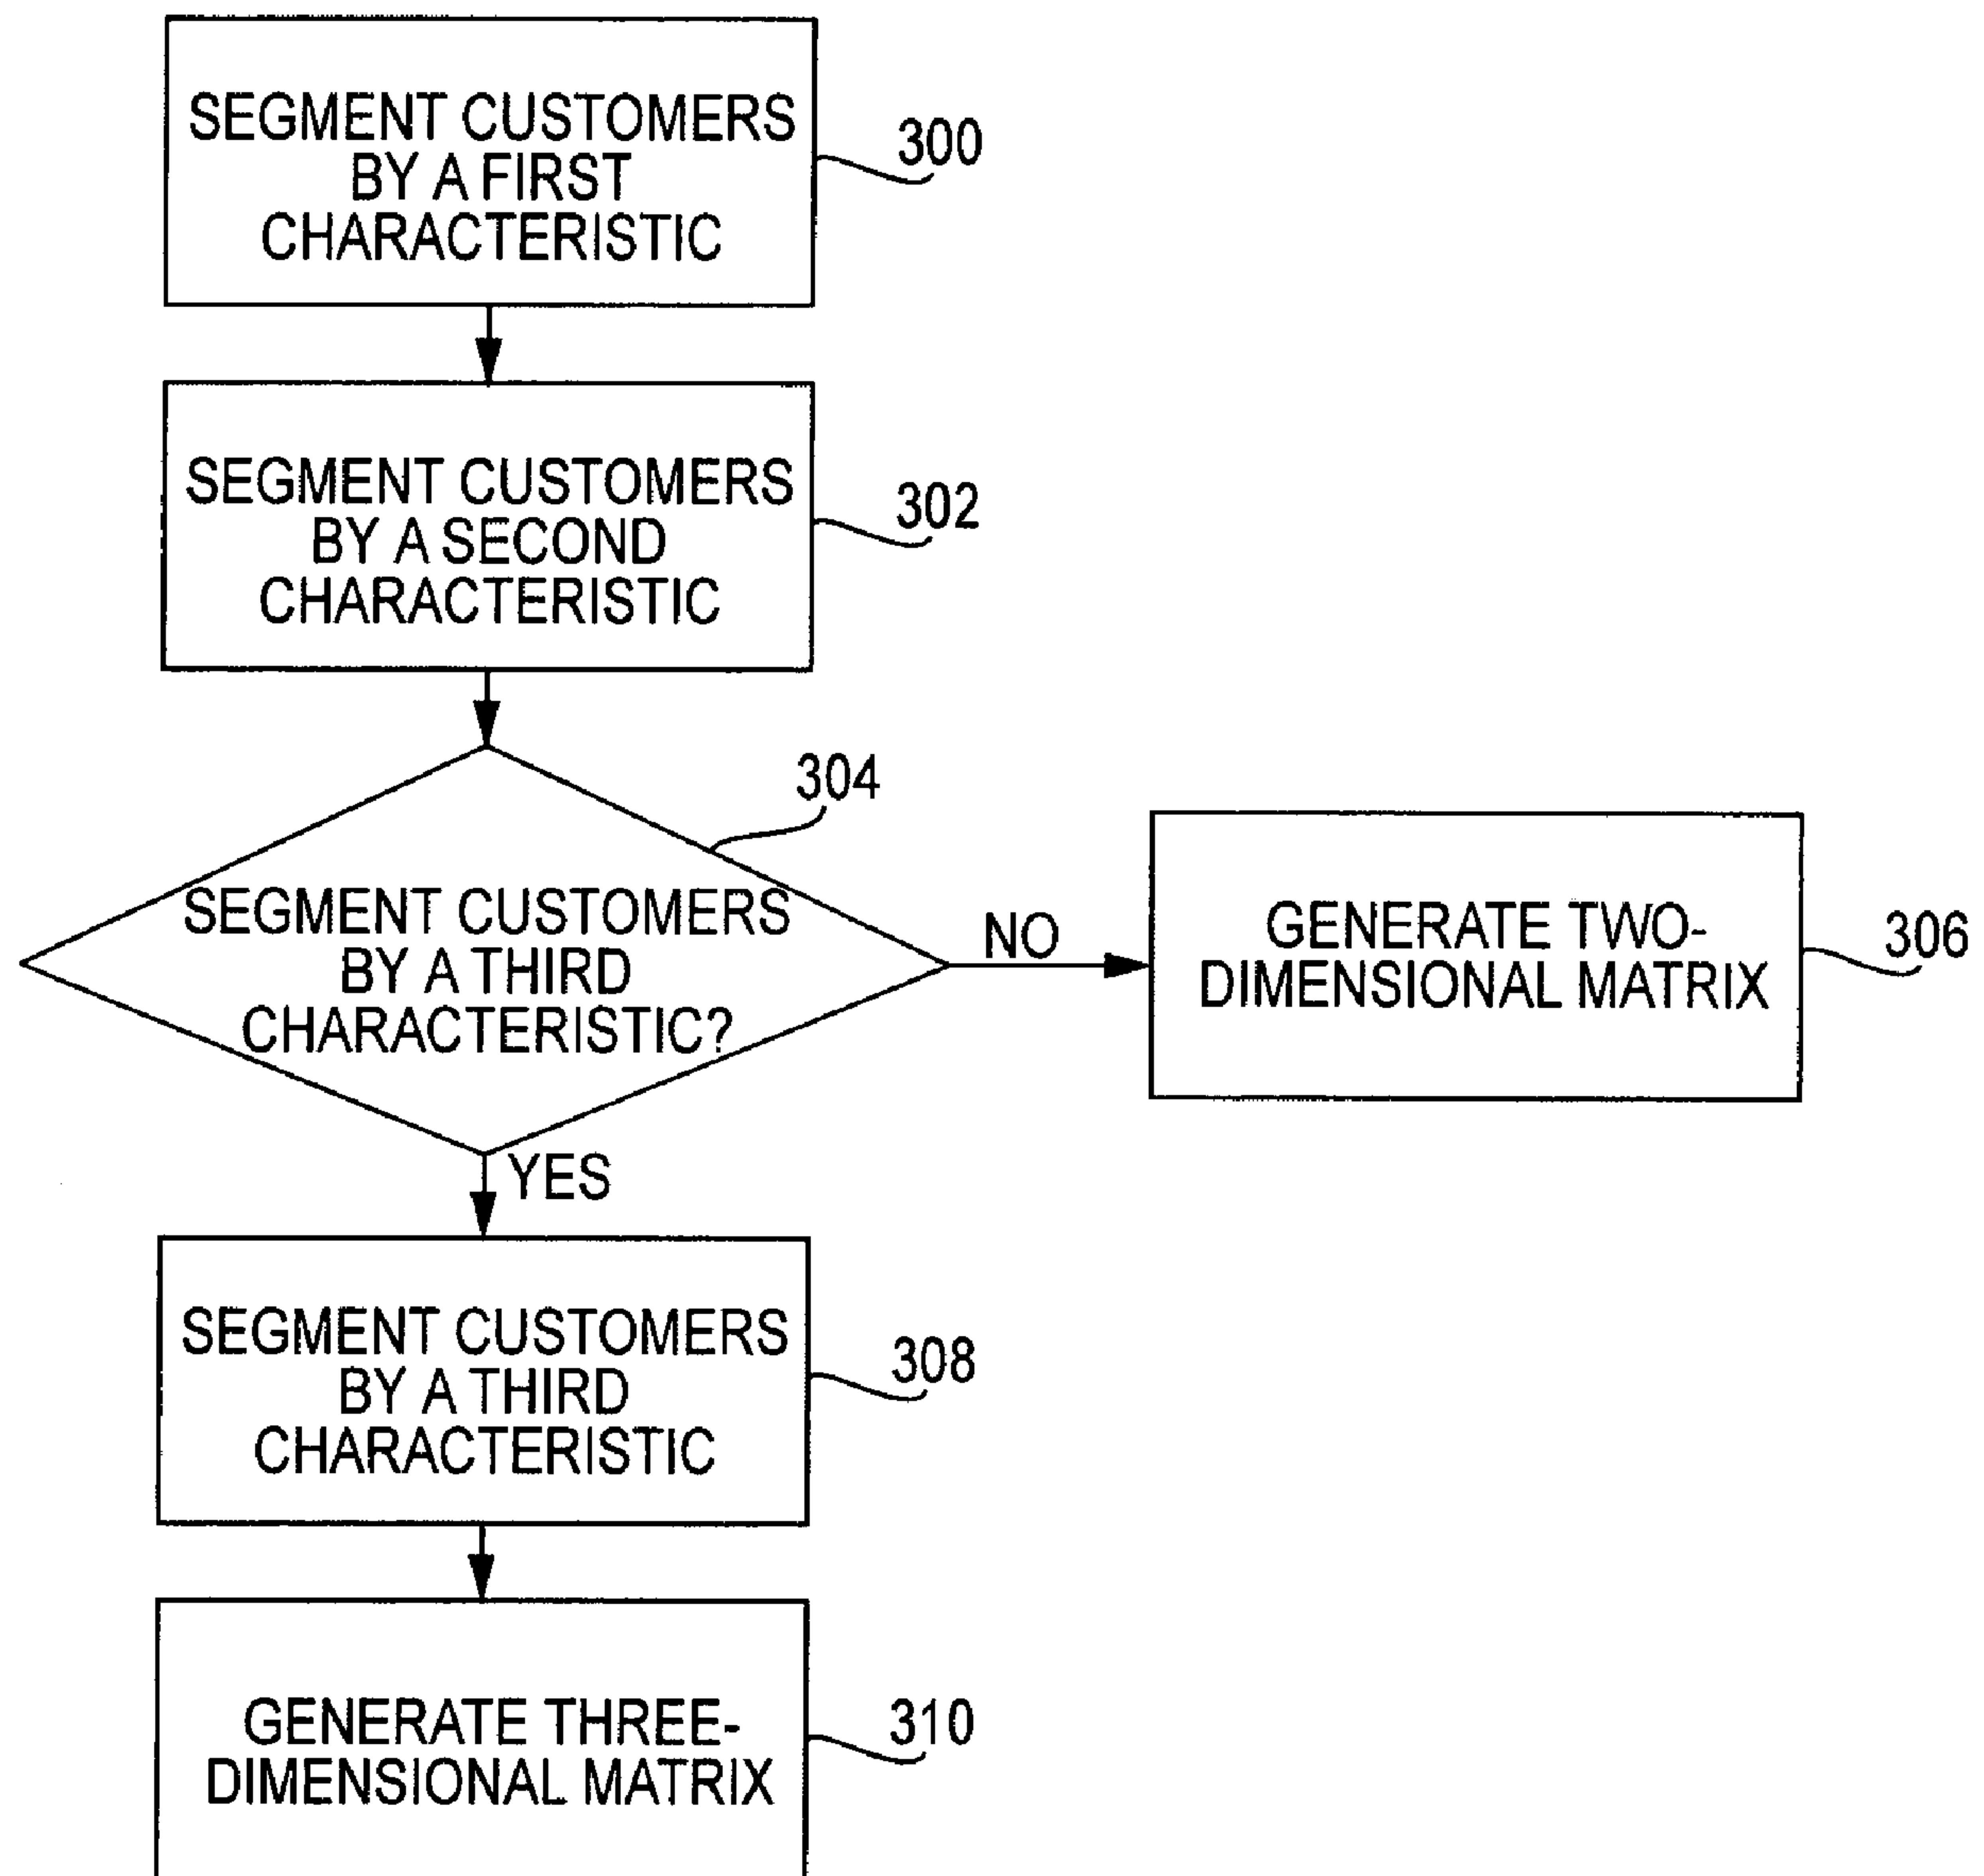 SEGMENT CUSTOMERS
BY A FIRST
CHARACTERISTIC
300
SEGMENT CUSTOMERS
BY A SECOND
CHARACTERISTIC
302
304
SEGMENT CUSTOMERS
BY A THIRD
CHARACTERISTIC?
NO
GENERATE TWO-
DIMENSIONAL MATRIX
306
YES
SEGMENT CUSTOMERS
BY A THIRD
CHARACTERISTIC
308
GENERATE THREE-
DIMENSIONAL MATRIX
310